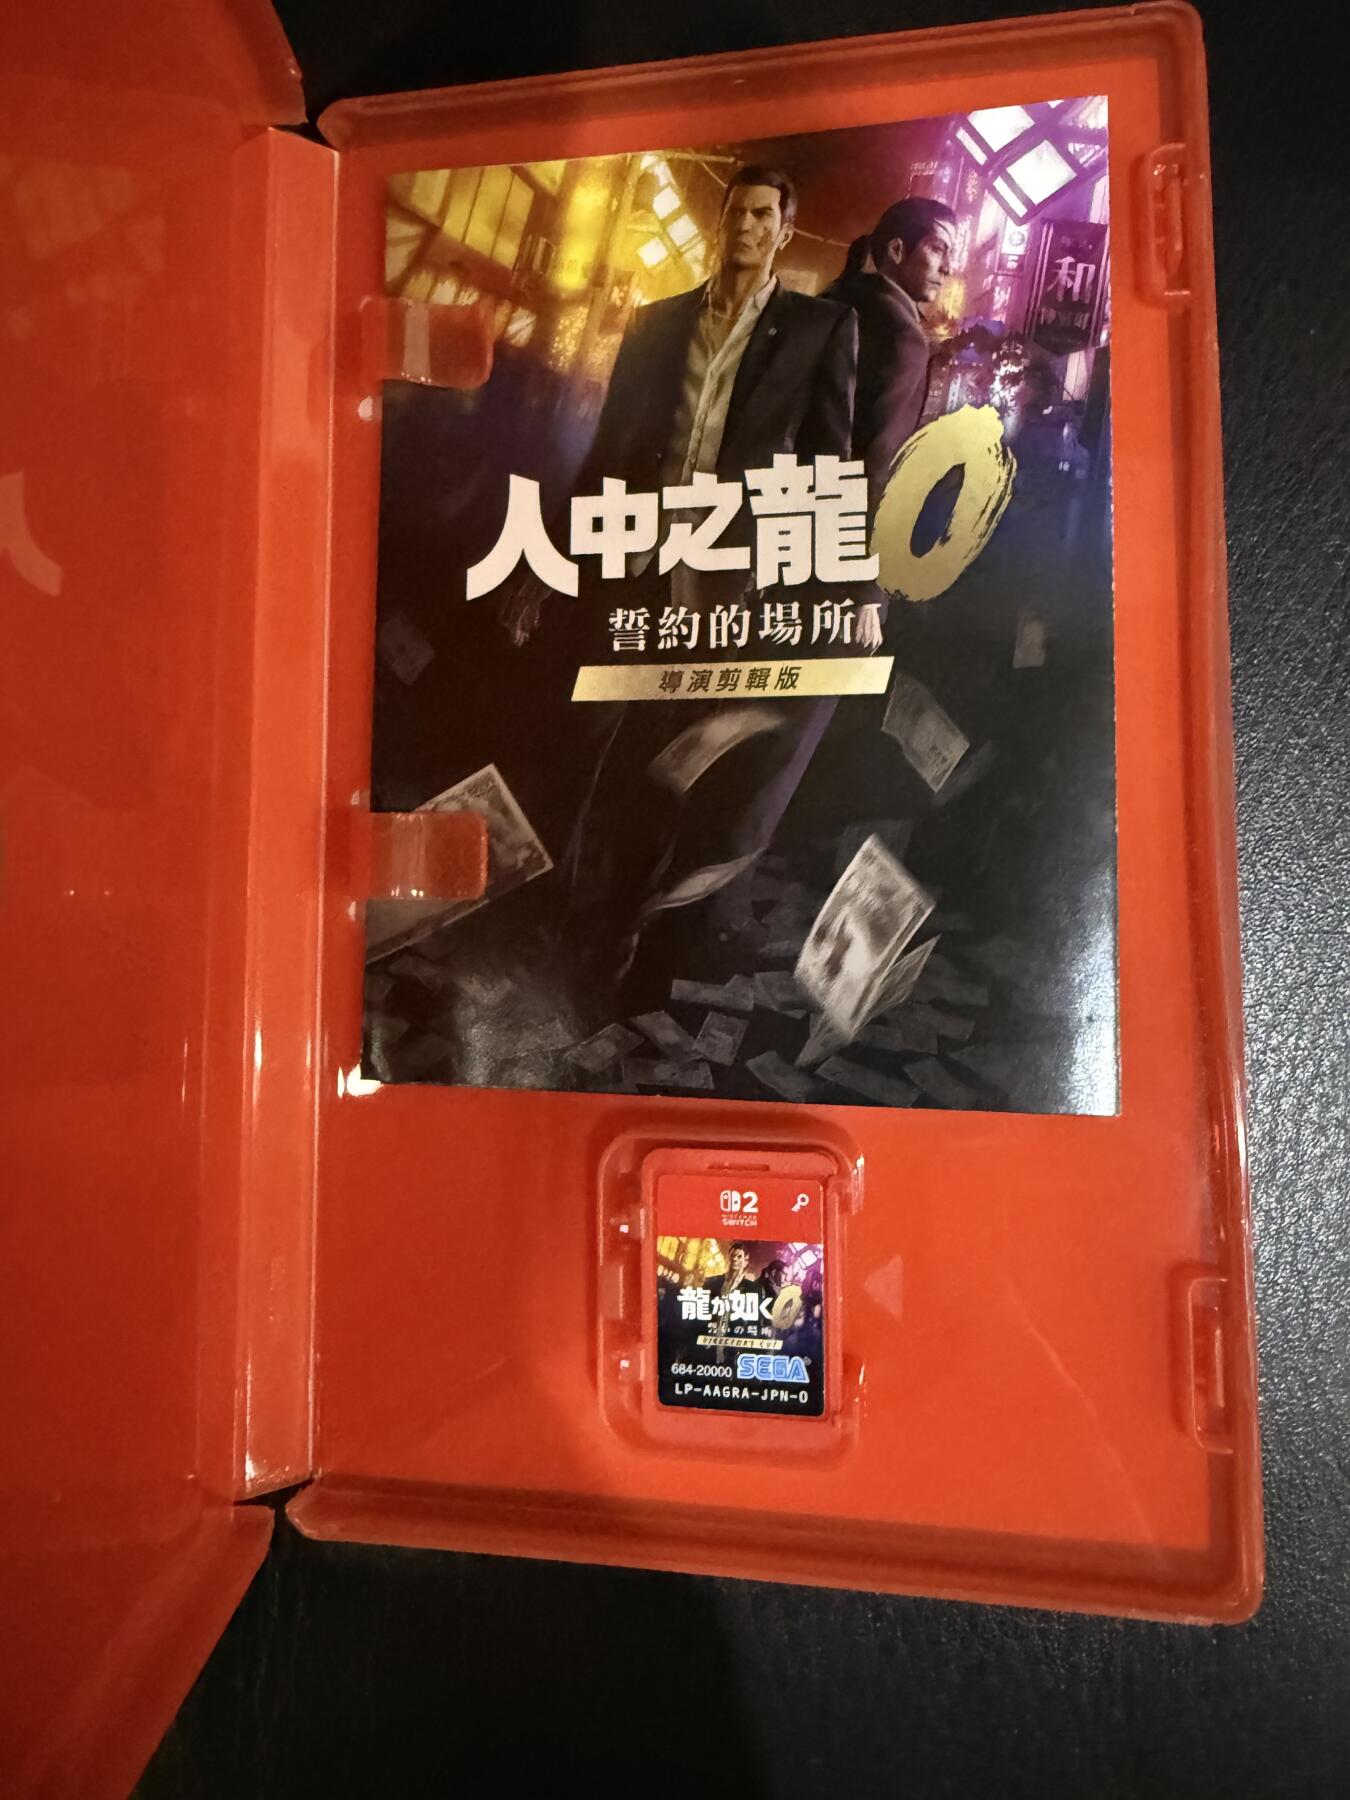 和
人中之龍0
誓約的場所
導演剪輯版
2
SWITCH
龍が如く0
684-20000 SEGA
LP-AAGRA-JPN-0